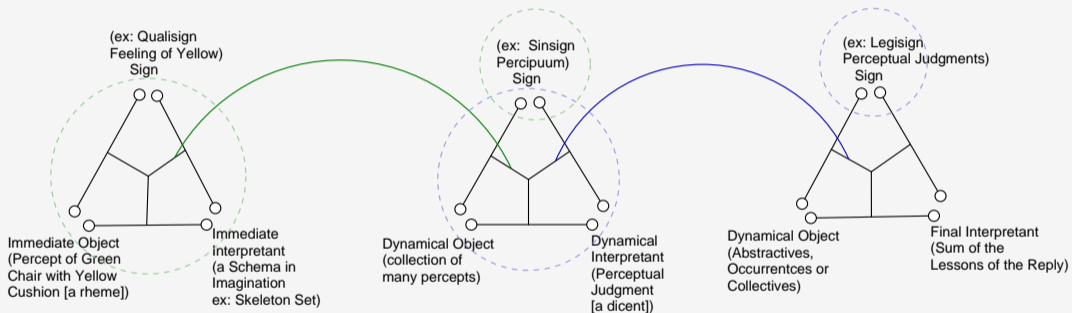 (ex: Qualisign
Feeling of Yellow)
Sign
Immediate Object
(Percept of Green
Chair with Yellow
Cushion [a rheme])
Immediate
Interpretant
(a Schema in
Imagination
ex: Skeleton Set)
(ex: Sinsign
Percipuum)
Sign
Dynamical Object
(collection of
many percepts)
Dynamical
Interpretant
(Perceptual
Judgment
[a dicent])
(ex: Legisign
Perceptual Judgments)
Sign
Dynamical Object
(Abstractives,
Occurrentces or
Collectives)
Final Interpretant
(Sum of the
Lessons of the Reply)